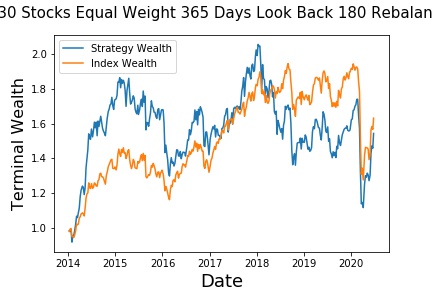 30 Stocks Equal Weight 365 Days Look Back 180 Rebalan
Strategy Wealth
Index Wealth
Terminal Wealth
2.0
1.8
1.6
1.4
1.2
1.0
2014 2015 2016 2017 2018 2019 2020
Date